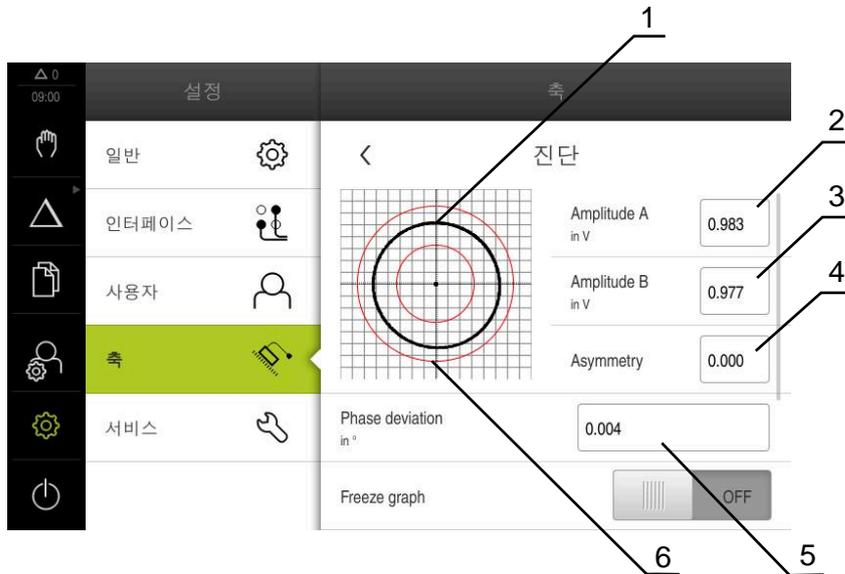 1
△ 0
09:00
설정
축
2
일반
진단
Amplitude A
in V
0.983
3
인터페이스
Amplitude B
in V
0.977
4
사용자
축
Asymmetry
0.000
서비스
Phase deviation
in °
0.004
Freeze graph
OFF
6
5